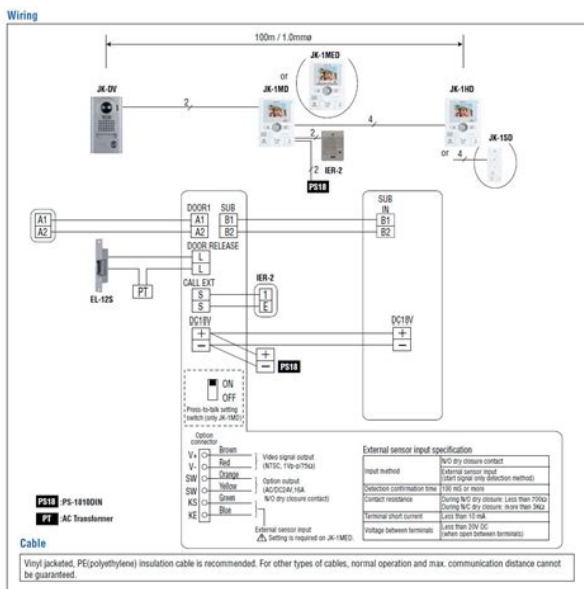 Wiring
100m / 1.0mmø
JK-1MED
or
JK-DV
JK-1MD
JK-1HD
2
4
JK-1SD
2
or
4
IER-2
2
PS18
DOOR1 SUB
SUB
IN
A1
A1
B1
B1
A2
A2
B2
B2
DOOR RELEASE
L
L
PT
EL-12S
CALL EXT
IER-2
S
1
S
E
DC18V
DC18V
+
+
−
−
+
−
PS18
ON
OFF
Press-to-talk setting
switch (only JK-1MD)
Option
connector
V+ Brown
V- Red
SW Orange
SW Yellow
KS Green
KE Blue
Video signal output
(NTSC, 1Vp-p/75Ω)
Option output
(AC/DC24V,
N/O dry closure contact)
External sensor input
Setting is required on JK-1MED.
External sensor input specification
Input method
N/O dry closure contact
External sensor input
(start signal only detection method)
Detection confirmation time 100 mS or more
Contact resistance
During N/O dry closure: Less than 700Ω
During N/C dry closure: more than 3KΩ
Terminal short current Less than 10 mA
Voltage between terminals
Less than 20V DC
(when open between terminals)
PS18 :PS-1810DIN
PT :AC Transformer
Cable
Vinyl jacketed, PE(polyethylene) insulation cable is recommended. For other types of cables, normal operation and max. communication distance cannot
be guaranteed.